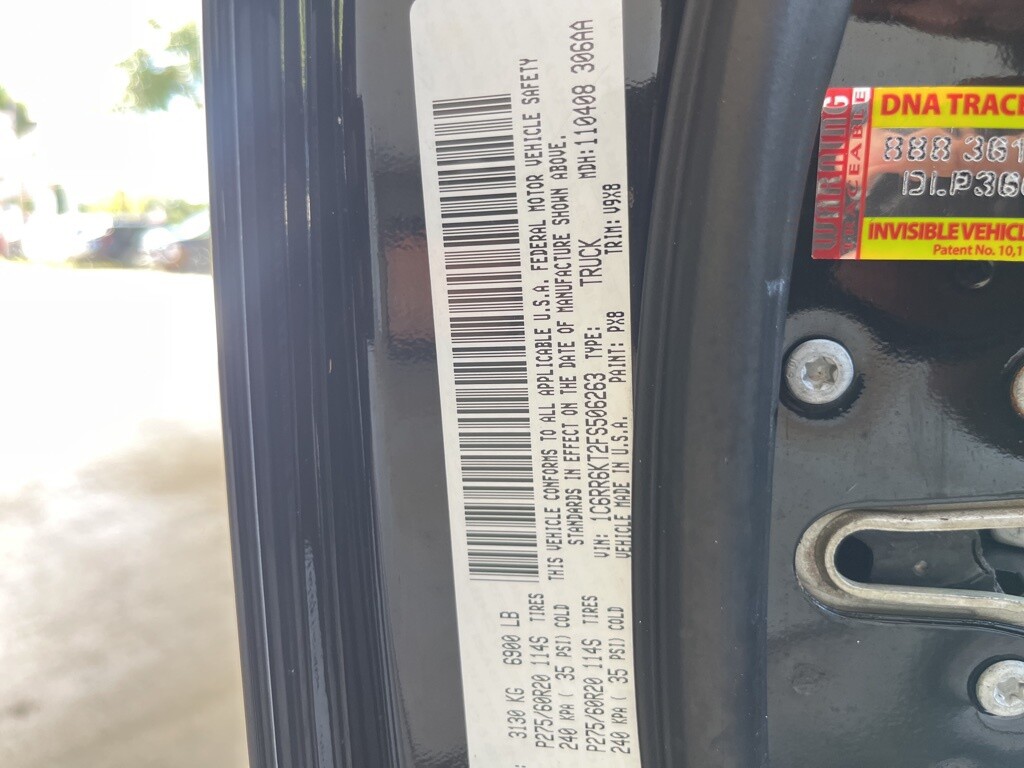 3130 KG 6900 LB
P275/60R20 114S TIRES
240 KPA ( 35 PSI) COLD
THIS VEHICLE CONFORMS TO ALL APPLICABLE U.S.A. FEDERAL MOTOR VEHICLE SAFETY
STANDARDS IN EFFECT ON THE DATE OF MANUFACTURE SHOWN ABOVE.
P275/60R20 114S TIRES
240 KPA ( 35 PSI) COLD
VIN: 1C6RR6KT2FS506263 TYPE: TRUCK MDH: 110408 306AA
VEHICLE MADE IN U.S.A. PAINT: PX8 TRIM: V9X8
WARNING
TRACEABLE
DNA TRACE
888 361
DLP36
INVISIBLE VEHICL
Patent No. 10,1